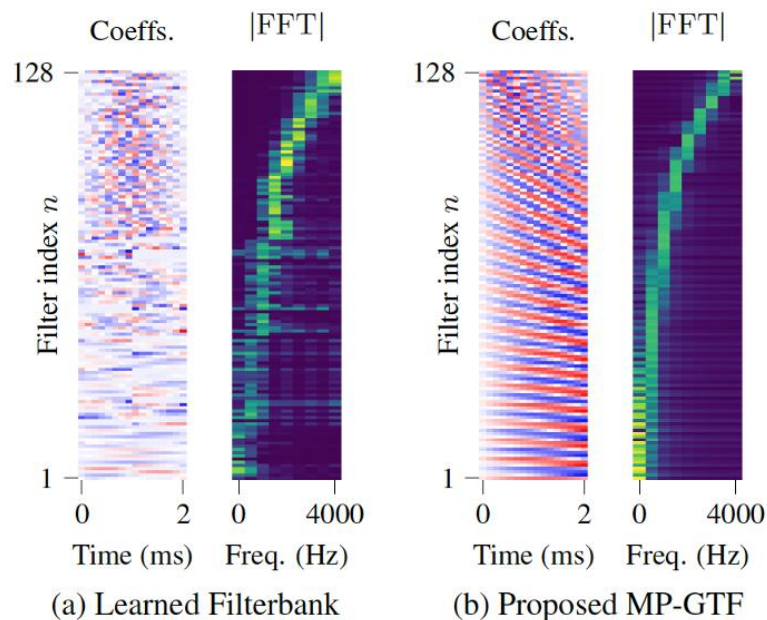 Coeffs.
|FFT|
Coeffs.
|FFT|
128
128
Filter index n
Filter index n
1
1
0
2
0
4000
0
2
0
4000
Time (ms)
Freq. (Hz)
Time (ms)
Freq. (Hz)
(a) Learned Filterbank
(b) Proposed MP-GTF